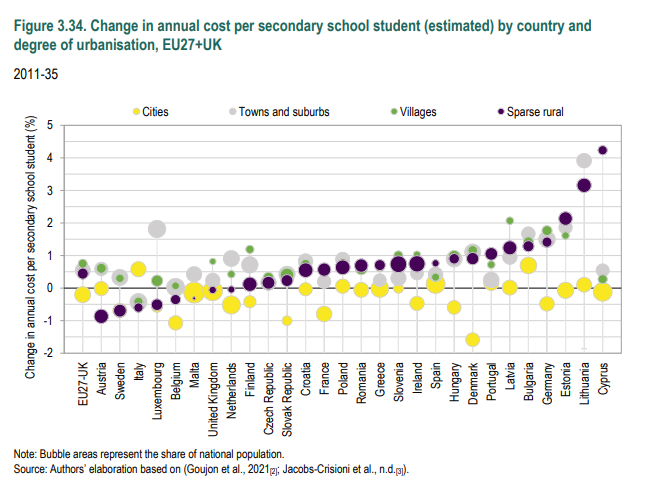 Figure 3.34. Change in annual cost per secondary school student (estimated) by country and
degree of urbanisation, EU27+UK
2011-35
Cities
Towns and suburbs
Villages
Sparse rural
Change in annual cost per secondary school student (%)
5
4
3
2
1
0
-1
-2
EU27-UK
Austria
Sweden
Italy
Luxembourg
Belgium
Malta
United Kingdom
Netherlands
Finland
Czech Republic
Slovak Republic
Croatia
France
Poland
Romania
Greece
Slovenia
Ireland
Spain
Hungary
Denmark
Portugal
Latvia
Bulgaria
Germany
Estonia
Lithuania
Cyprus
Note: Bubble areas represent the share of national population.
Source: Authors' elaboration based on (Goujon et al., 2021[2]; Jacobs-Crisioni et al., n.d.[3]).